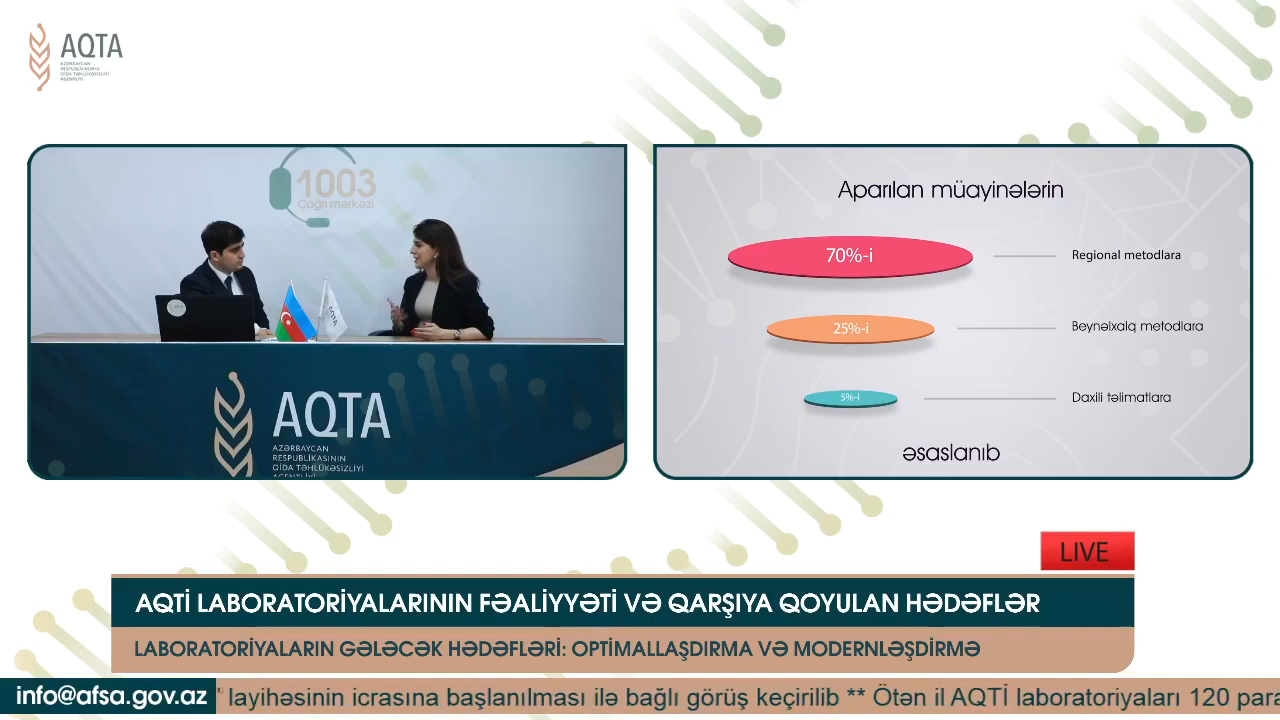 AQTA
AZƏRBAYCAN
RESPUBLİKASININ
QİDA TƏHLÜKƏSİZLİYİ
AGENTLİYİ
1003
Çağrı mərkəzi
AQTA
AQTA
AZƏRBAYCAN
RESPUBLİKASININ
QİDA TƏHLÜKƏSİZLİYİ
AGENTLİYİ
Aparılan müayinələrin
70%-i Regional metodlara
25%-i Beynəlxalq metodlara
5%-i Daxili təlimatlara
əsaslanıb
LIVE
AQTİ LABORATORİYALARININ FƏALİYYƏTİ VƏ QARŞIYA QOYULAN HƏDƏFLƏR
LABORATORİYALARIN GƏLƏCƏK HƏDƏFLƏRİ: OPTİMALLAŞDIRMA VƏ MODERNLƏŞDİRMƏ
info@afsa.gov.az " layihəsinin icrasına başlanılması ilə bağlı görüş keçirilib ** Ötən il AQTİ laboratoriyaları 120 para